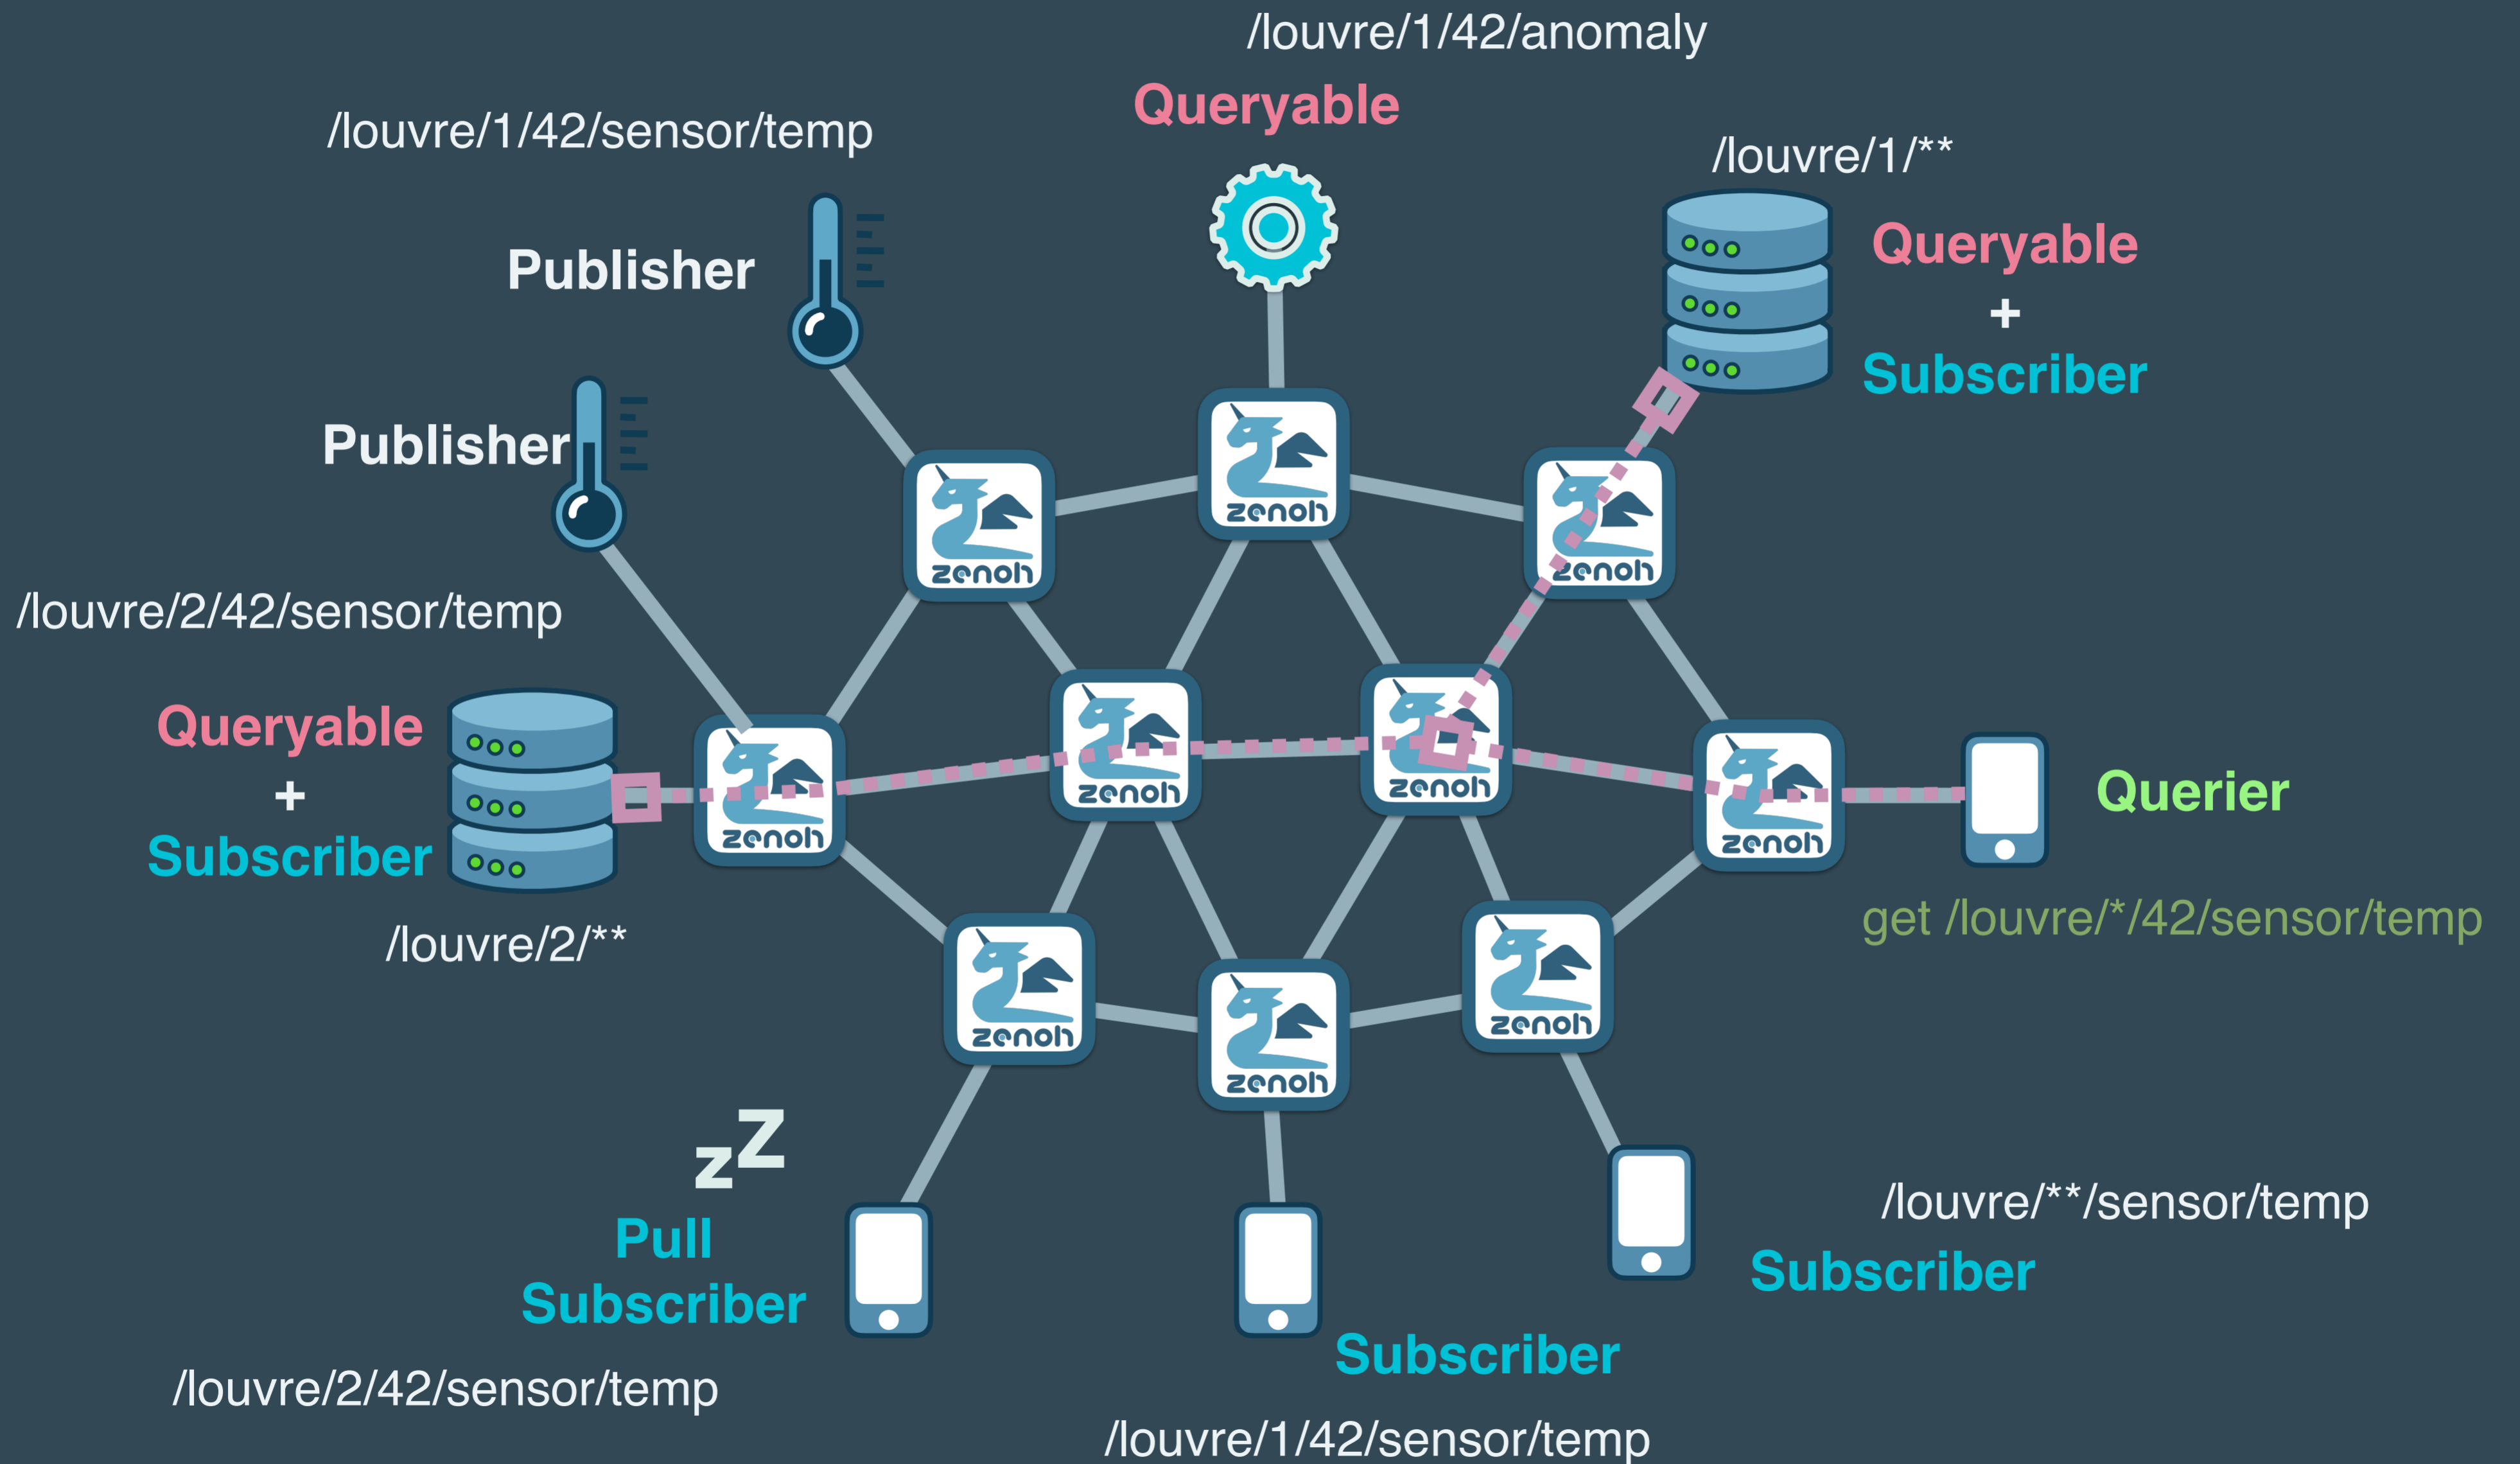 /louvre/1/42/anomaly
Queryable
/louvre/1/42/sensor/temp
Publisher
/louvre/1/**
Queryable
+
Subscriber
Publisher
/louvre/2/42/sensor/temp
zenoh
zenoh
zenoh
Queryable
+
Subscriber
/louvre/2/**
zenoh
zenoh
zenoh
zenoh
Querier
get /louvre/*/42/sensor/temp
zenoh
zenoh
zenoh
zZ
Pull
Subscriber
/louvre/2/42/sensor/temp
Subscriber
/louvre/1/42/sensor/temp
/louvre/**/sensor/temp
Subscriber